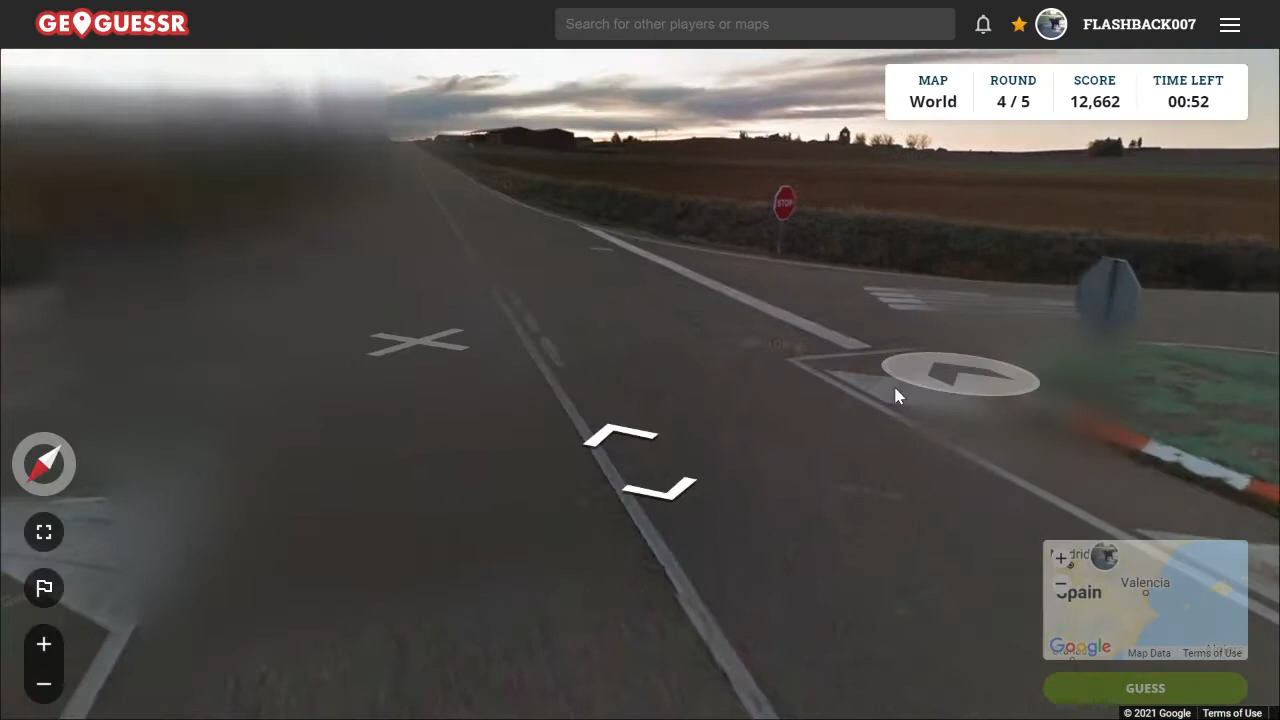 GEOGUESSR
Search for other players or maps
FLASHBACK007
MAP
World
ROUND
4 / 5
SCORE
12,662
TIME LEFT
00:52
STOP
Valencia
Google
Map Data
Terms of Use
GUESS
© 2021 Google
Terms of Use